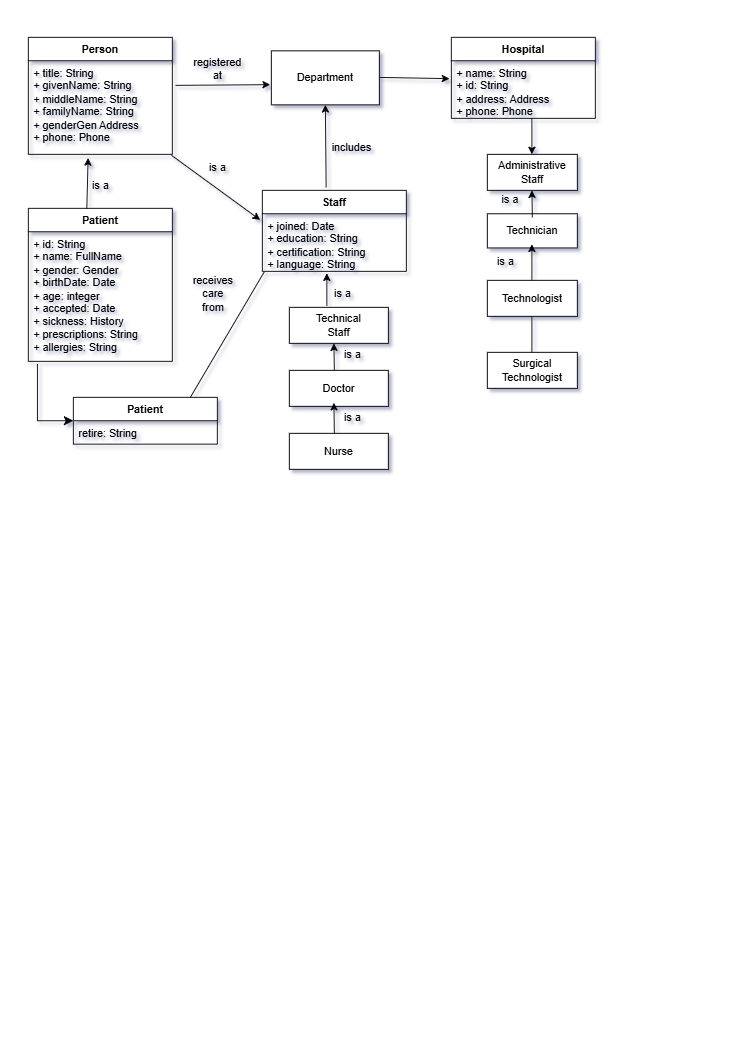 Person
+ title: String
+ givenName: String
+ middleName: String
+ familyName: String
+ genderGen Address
+ phone: Phone
registered
at
Department
Hospital
+ name: String
+ id: String
+ address: Address
+ phone: Phone
is a
is a
includes
Administrative
Staff
is a
Patient
+ id: String
+ name: FullName
+ gender: Gender
+ birthDate: Date
+ age: integer
+ accepted: Date
+ sickness: History
+ prescriptions: String
+ allergies: String
Staff
+ joined: Date
+ education: String
+ certification: String
+ language: String
Technician
is a
receives
care
from
is a
Technologist
Technical
Staff
is a
Surgical
Technologist
Doctor
is a
Patient
retire: String
Nurse